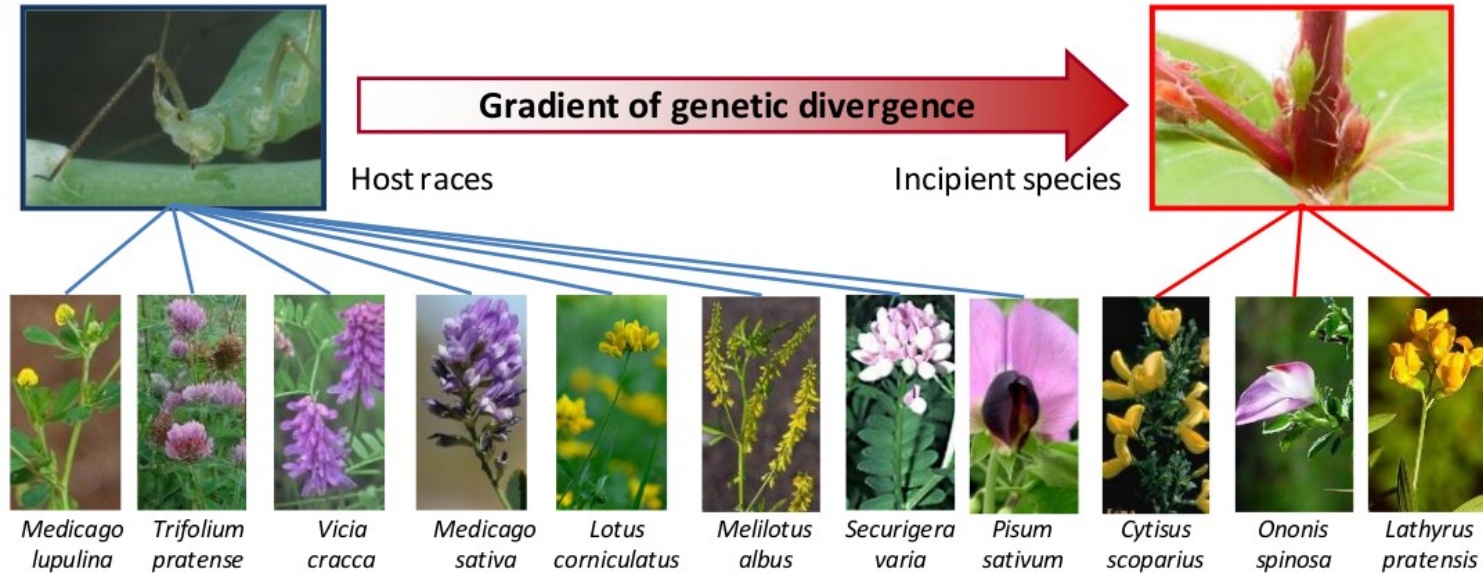 Gradient of genetic divergence
Host races
Incipient species
Medicago
lupulina
Trifolium
pratense
Vicia
cracca
Medicago
sativa
Lotus
corniculatus
Melilotus
albus
Securigera
varia
Pisum
sativum
Cytisus
scoparius
Ononis
spinosa
Lathyrus
pratensis